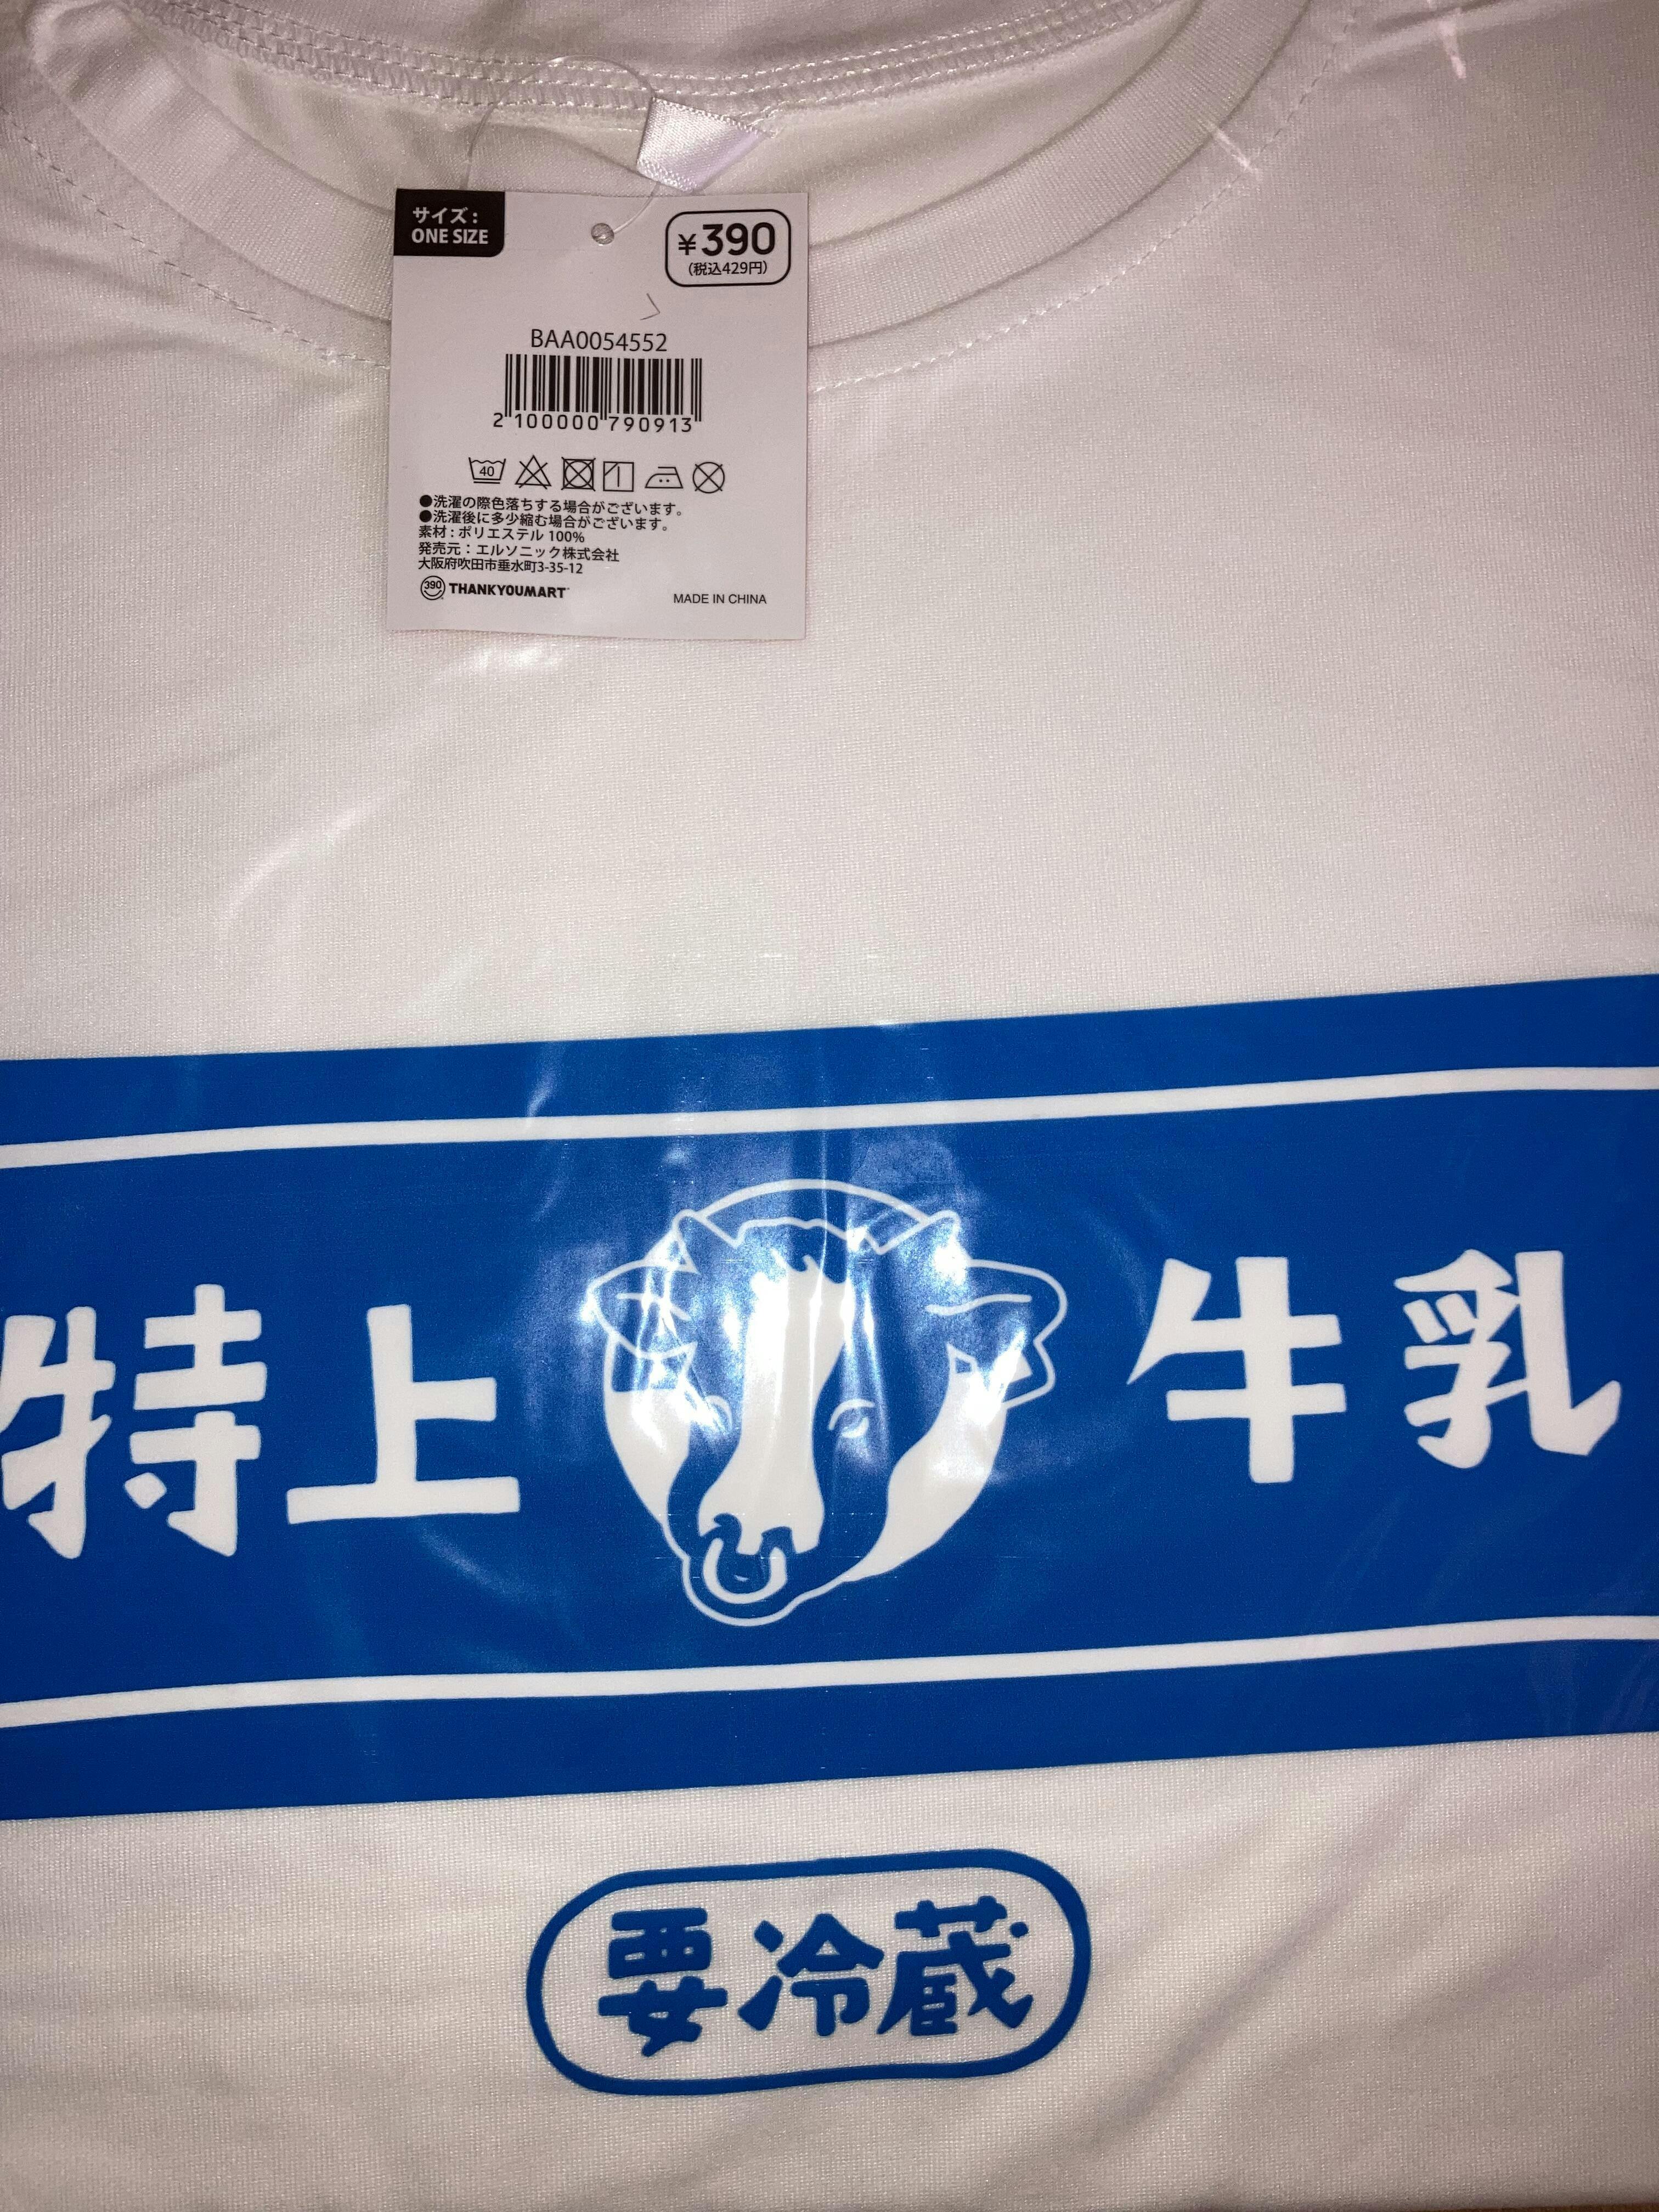 サイズ:
ONE SIZE
¥390
(税込429円)
BAA0054552
2 100000 790913
40
●洗濯の際色落ちする場合がございます。
●洗濯後に多少縮む場合がございます。
素材:ポリエステル 100%
発売元:エルソニック株式会社
大阪府吹田市垂水町3-35-12
390 THANKYOUMART
MADE IN CHINA
特上 牛乳
要冷蔵